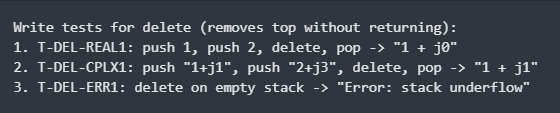 Write tests for delete (removes top without returning):
1. T-DEL-REAL1: push 1, push 2, delete, pop -> "1 + j0"
2. T-DEL-CPLX1: push "1+j1", push "2+j3", delete, pop -> "1 + j1"
3. T-DEL-ERR1: delete on empty stack -> "Error: stack underflow"